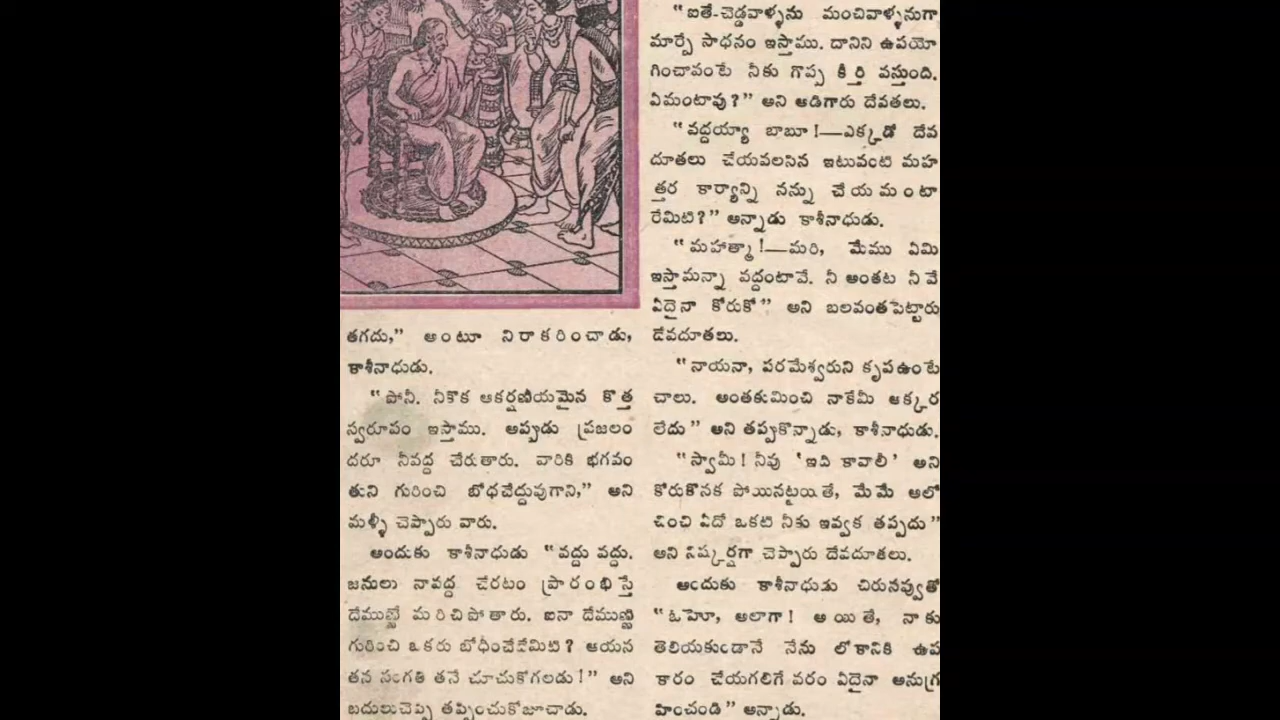 తగదు,” అంటూ నిరాకరించాడు,
కాశీనాధుడు.
“పోనీ. నీకొక ఆకర్షణీయమైన కొత్త
స్వరూపం ఇస్తాము. అప్పుడు ప్రజలం
దరూ నీవద్ద చేరుతారు. వారికి భగవం
తుని గురించి బోధచేద్దువుగాని,” అని
మళ్ళీ చెప్పారు వారు.
అందుకు కాశీనాధుడు “వద్దు వద్దు.
జనులు నావద్ద చేరటం ప్రారంభిస్తే
దేముణ్ణే మరిచిపోతారు. ఐనా దేముణ్ణి
గురించి ఒకరు బోధించేదేమిటి? ఆయన
తన సంగతి తనే చూచుకోగలడు!” అని
బదులుచెప్పి తప్పించుకోజూచాడు.
“ఐతే-చెడ్డవాళ్ళను మంచివాళ్ళనుగా
మార్చే సాధనం ఇస్తాము. దానిని ఉపయో
గించావంటే నీకు గొప్ప కీర్తి వస్తుంది.
ఏమంటావు?” అని అడిగారు దేవతలు.
“వద్దయ్యా బాబూ!—ఎక్కడో దేవ
దూతలు చేయవలసిన ఇటువంటి మహ
త్తర కార్యాన్ని నన్ను చేయమంటా
రేమిటి?” అన్నాడు కాశీనాధుడు.
“మహాత్మా!—మరి, మేము ఏమి
ఇస్తామన్నా వద్దంటావే. నీ అంతట నీవే
ఏదైనా కోరుకో” అని బలవంతపెట్టారు
దేవదూతలు.
“నాయనా, పరమేశ్వరుని కృపఉంటే
చాలు. అంతకుమించి నాకేమీ అక్కర
లేదు” అని తప్పుకొన్నాడు, కాశీనాధుడు.
“స్వామీ! నీవు ‘ఇది కావాలి’ అని
కోరుకొనక పోయినట్టయితే, మేమే ఆలో
చించి ఏదో ఒకటి నీకు ఇవ్వక తప్పదు”
అని నిష్కర్షగా చెప్పారు దేవదూతలు.
అందుకు కాశీనాధుడు చిరునవ్వుతో
“ఓహో, అలాగా! అయితే, నాకు
తెలియకుండానే నేను లోకానికి ఉప
కారం చేయగలిగే వరం ఏదైనా అనుగ్ర
హించండి” అన్నాడు.